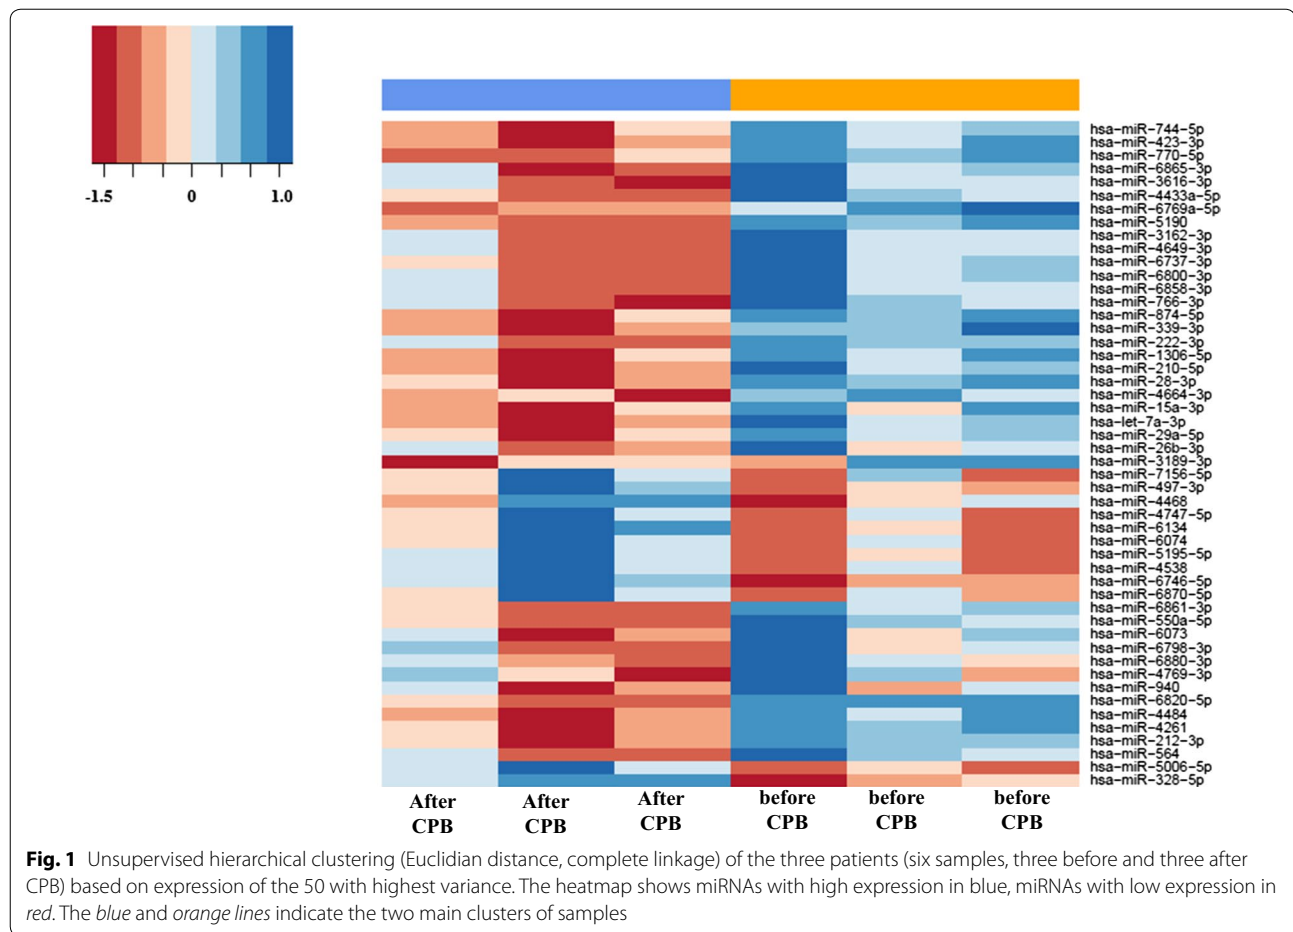 -1.5 0 1.0
hsa-miR-744-5p
hsa-miR-423-3p
hsa-miR-770-5p
hsa-miR-6865-3p
hsa-miR-3616-3p
hsa-miR-4433a-5p
hsa-miR-6769a-5p
hsa-miR-5190
hsa-miR-3162-3p
hsa-miR-4649-3p
hsa-miR-6737-3p
hsa-miR-6800-3p
hsa-miR-6858-3p
hsa-miR-766-3p
hsa-miR-874-5p
hsa-miR-339-3p
hsa-miR-222-3p
hsa-miR-1306-5p
hsa-miR-210-5p
hsa-miR-28-3p
hsa-miR-4664-3p
hsa-miR-15a-3p
hsa-let-7a-3p
hsa-miR-29a-5p
hsa-miR-26b-3p
hsa-miR-3189-3p
hsa-miR-7156-5p
hsa-miR-497-3p
hsa-miR-4468
hsa-miR-4747-5p
hsa-miR-6134
hsa-miR-6074
hsa-miR-5195-5p
hsa-miR-4538
hsa-miR-6746-5p
hsa-miR-6870-5p
hsa-miR-6861-3p
hsa-miR-550a-5p
hsa-miR-6073
hsa-miR-6798-3p
hsa-miR-6880-3p
hsa-miR-4769-3p
hsa-miR-940
hsa-miR-6820-5p
hsa-miR-4484
hsa-miR-4261
hsa-miR-212-3p
hsa-miR-564
hsa-miR-5006-5p
hsa-miR-328-5p
After After After before before before
CPB CPB CPB CPB CPB CPB
Fig. 1 Unsupervised hierarchical clustering (Euclidian distance, complete linkage) of the three patients (six samples, three before and three after
CPB) based on expression of the 50 with highest variance. The heatmap shows miRNAs with high expression in blue, miRNAs with low expression in
red. The blue and orange lines indicate the two main clusters of samples